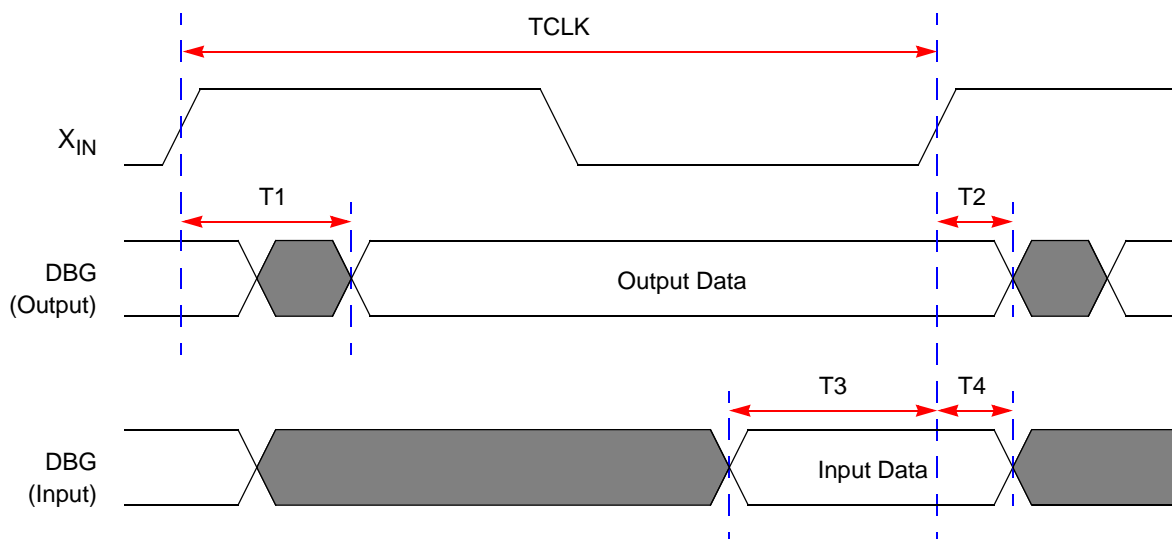 TCLK
XIN
T1
T2
DBG
(Output)
Output Data
T3
T4
DBG
(Input)
Input Data